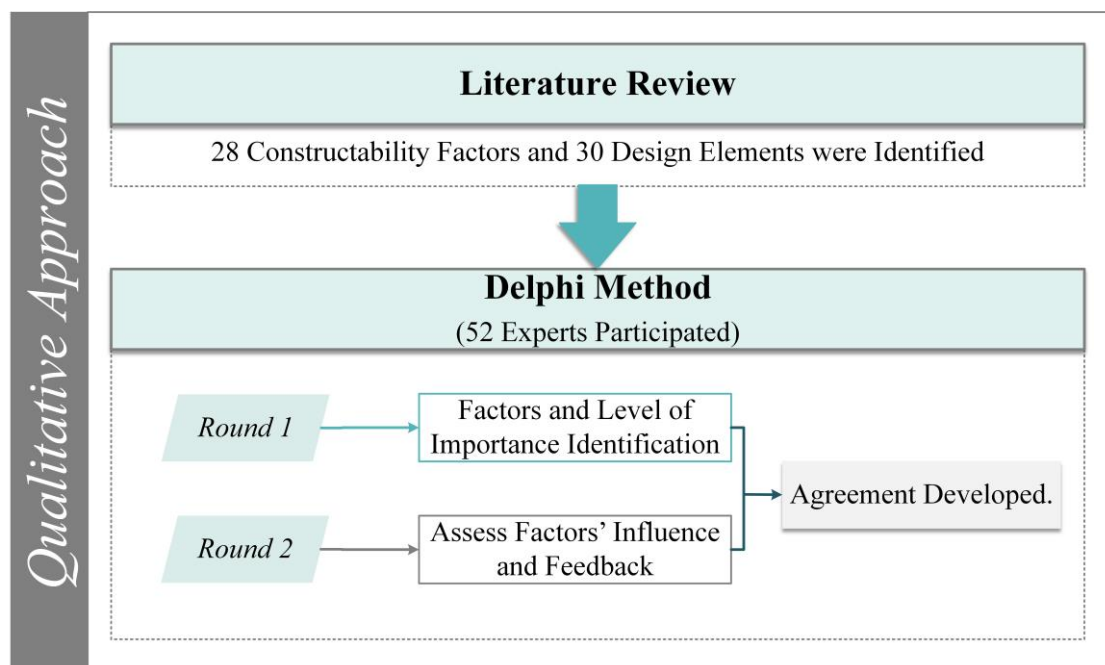 Qualitative Approach
Literature Review
28 Constructability Factors and 30 Design Elements were Identified
Delphi Method
(52 Experts Participated)
Round 1
Factors and Level of
Importance Identification
Agreement Developed.
Round 2
Assess Factors’ Influence
and Feedback